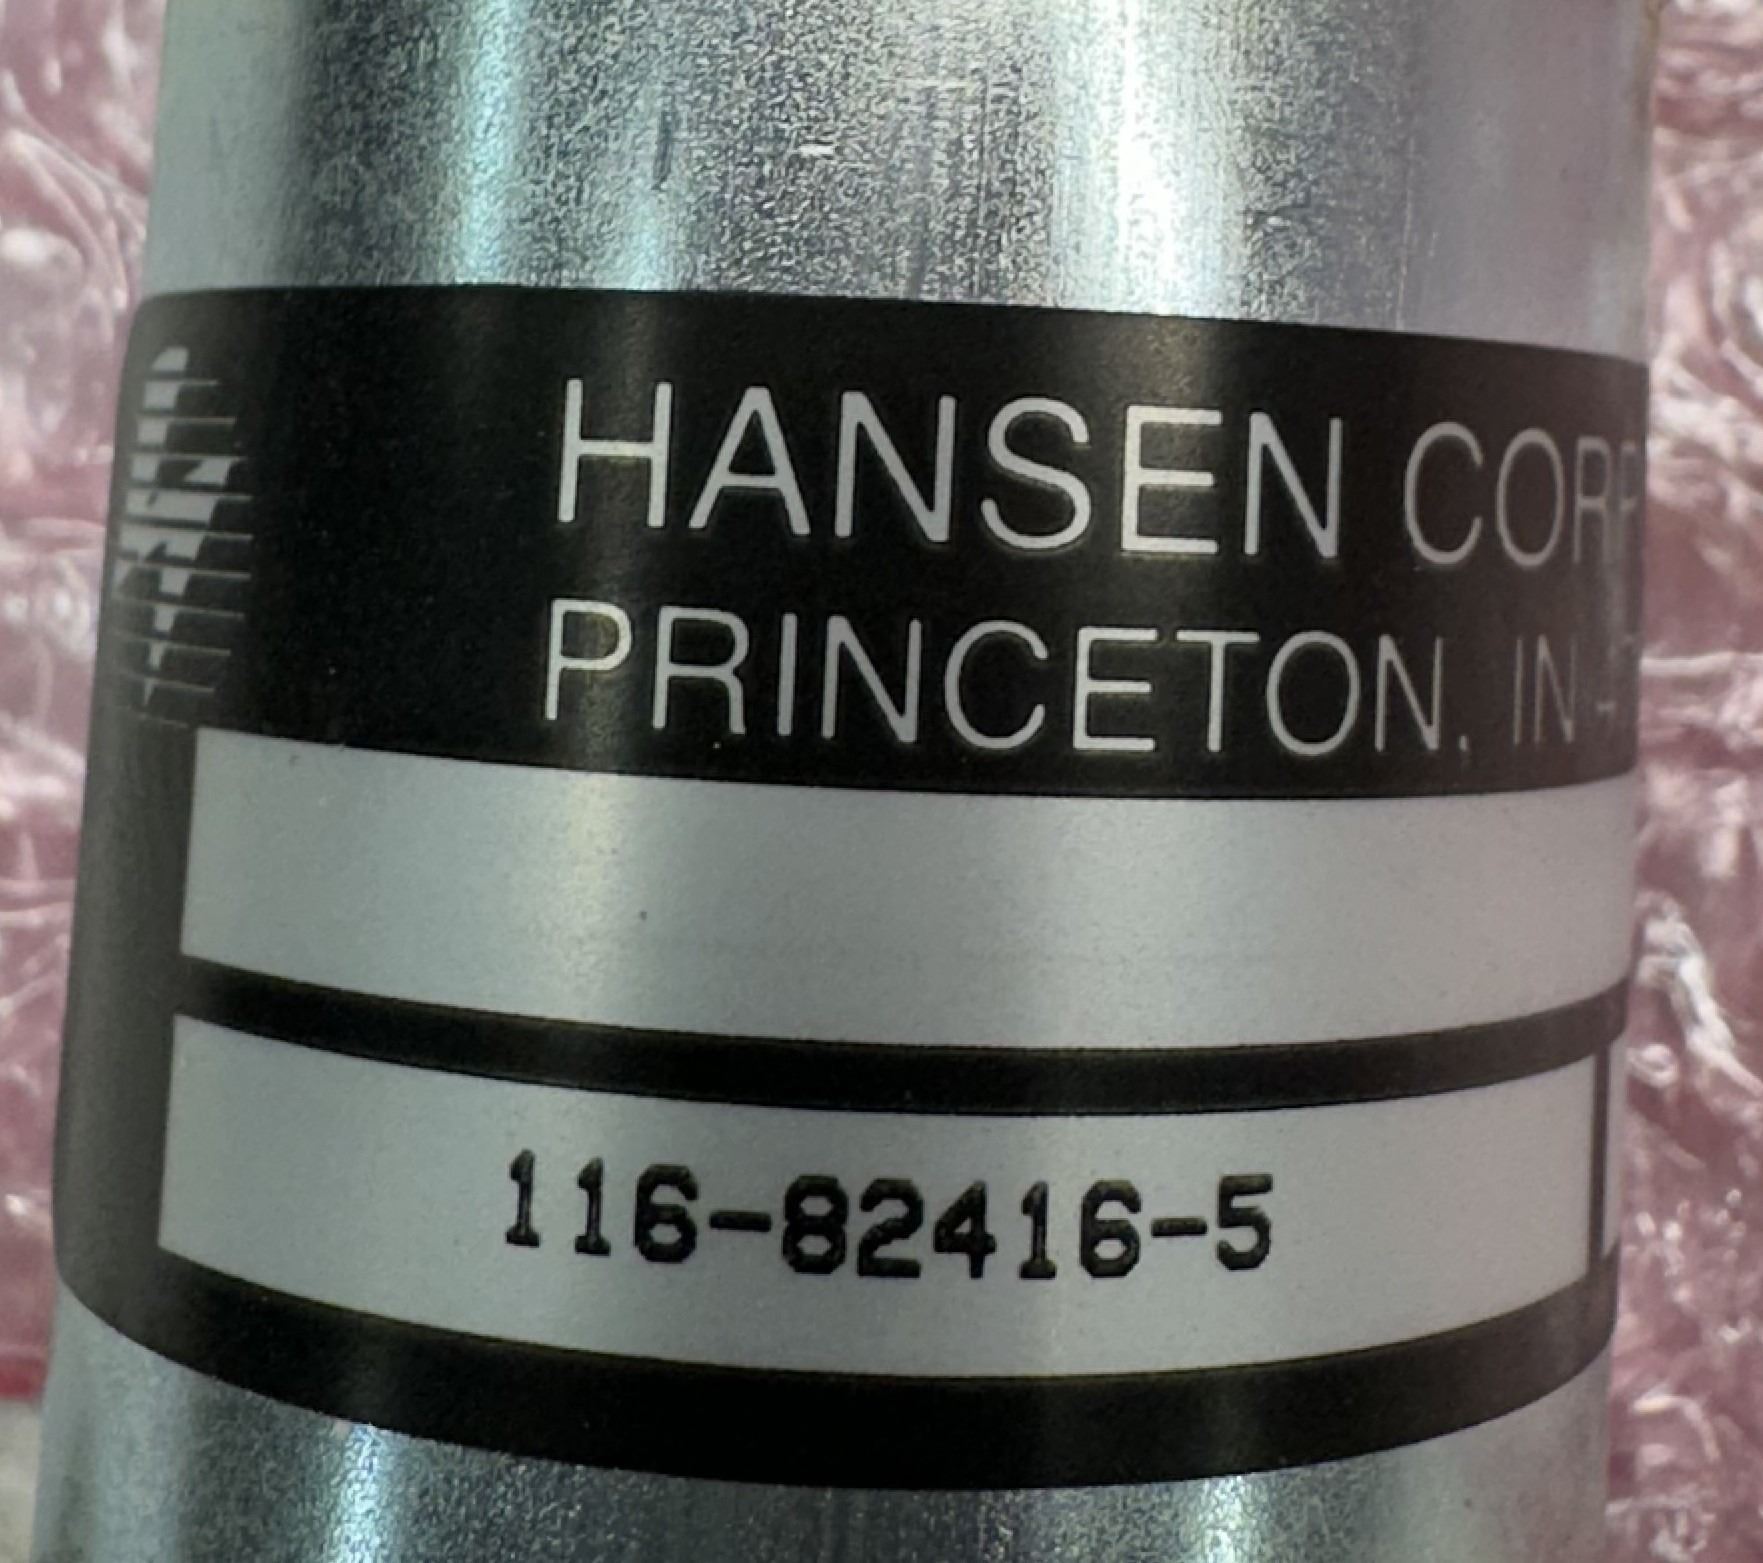 HANSEN CORP
PRINCETON, IN
116-82416-5